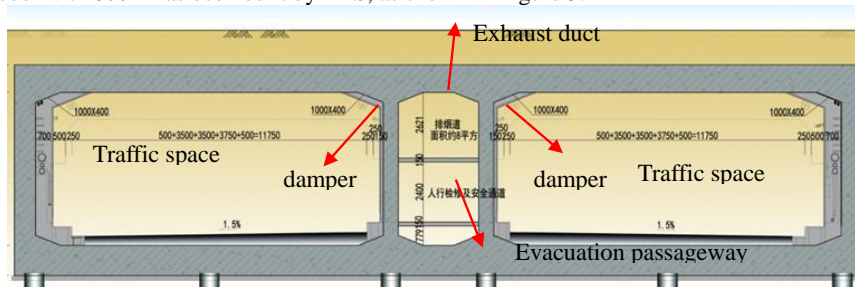 Exhaust duct
1000X400
1000X400
1000X400
1000X400
700 500 250
500+3500+3500+3750+500=11750
250
250 150
2621
排烟道
面积约8平方
250
150 250
500+3500+3500+3750+500=11750
250 500 700
Traffic space
damper
150
damper
Traffic space
2400
人行检修及安全通道
1.5%
150
1.5%
779
Evacuation passageway